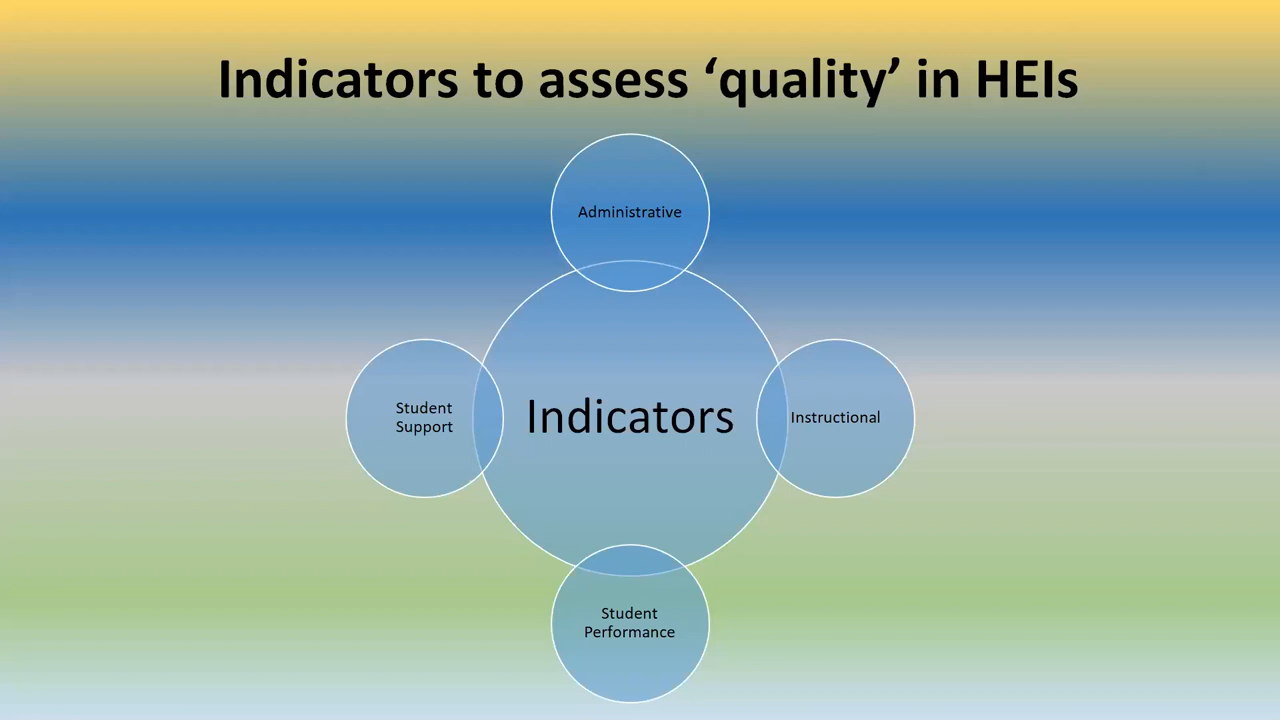 Indicators to assess ‘quality’ in HEIs
Administrative
Student
Support
Indicators
Instructional
Student
Performance